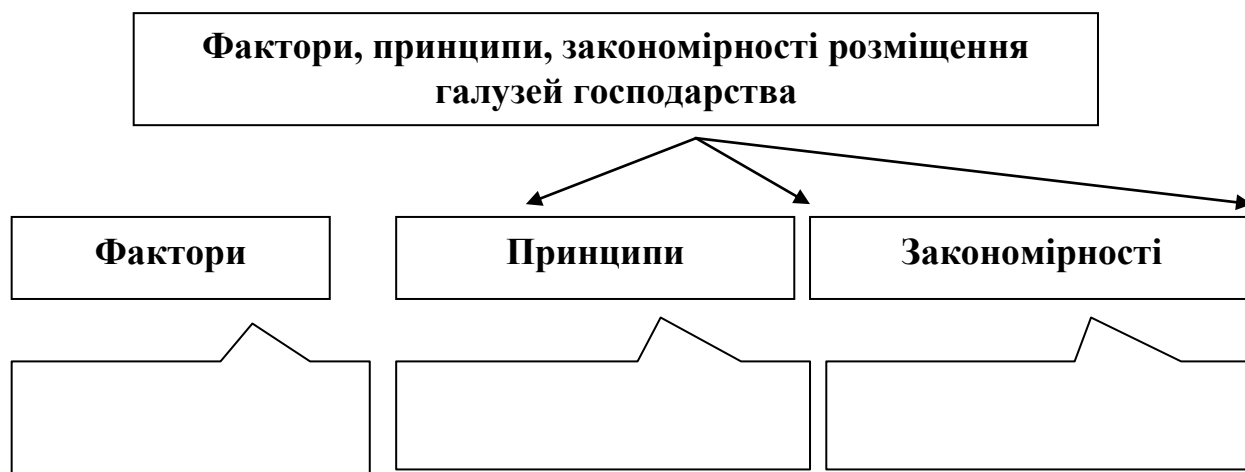 Фактори, принципи, закономірності розміщення
галузей господарства
Фактори
Принципи
Закономірності